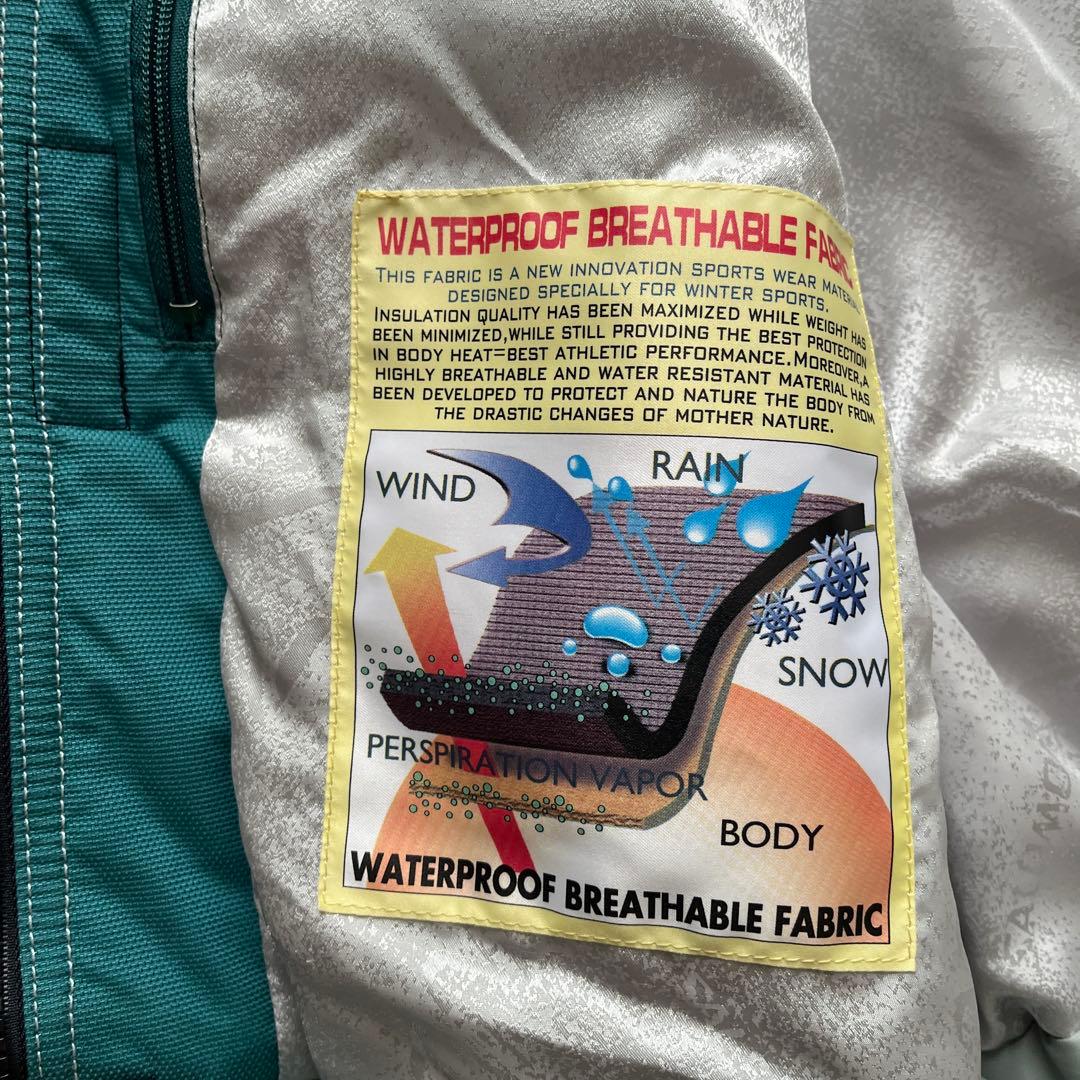 WATERPROOF BREATHABLE FABRIC
THIS FABRIC IS A NEW INNOVATION SPORTS WEAR MATERIAL
DESIGNED SPECIALLY FOR WINTER SPORTS.
INSULATION QUALITY HAS BEEN MAXIMIZED WHILE WEIGHT HAS
BEEN MINIMIZED,WHILE STILL PROVIDING THE BEST PROTECTION
IN BODY HEAT=BEST ATHLETIC PERFORMANCE.MOREOVER,A
HIGHLY BREATHABLE AND WATER RESISTANT MATERIAL HAS
BEEN DEVELOPED TO PROTECT AND NATURE THE BODY FROM
THE DRASTIC CHANGES OF MOTHER NATURE.
WIND
RAIN
SNOW
PERSPIRATION VAPOR
BODY
WATERPROOF BREATHABLE FABRIC